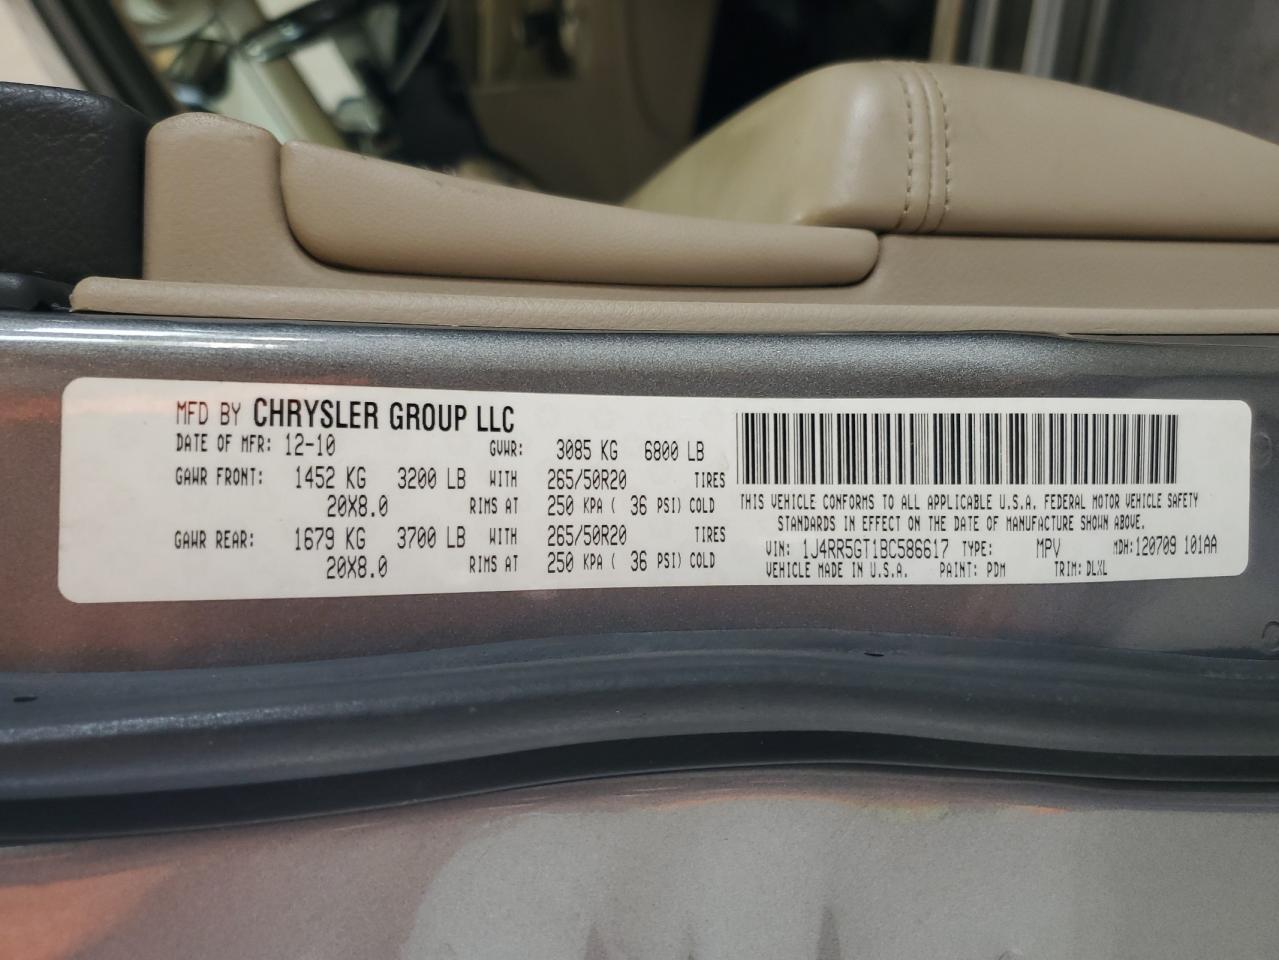 MFD BY CHRYSLER GROUP LLC
DATE OF MFR: 12-10 GVWR: 3085 KG 6800 LB
GAWR FRONT: 1452 KG 3200 LB WITH 265/50R20 TIRES
20X8.0 RIMS AT 250 KPA ( 36 PSI) COLD
GAWR REAR: 1679 KG 3700 LB WITH 265/50R20 TIRES
20X8.0 RIMS AT 250 KPA ( 36 PSI) COLD
THIS VEHICLE CONFORMS TO ALL APPLICABLE U.S.A. FEDERAL MOTOR VEHICLE SAFETY
STANDARDS IN EFFECT ON THE DATE OF MANUFACTURE SHOWN ABOVE.
VIN: 1J4RR5GT1BC586617 TYPE: MPV MDH: 120709 101AA
VEHICLE MADE IN U.S.A. PAINT: PDM TRIM: DLXL